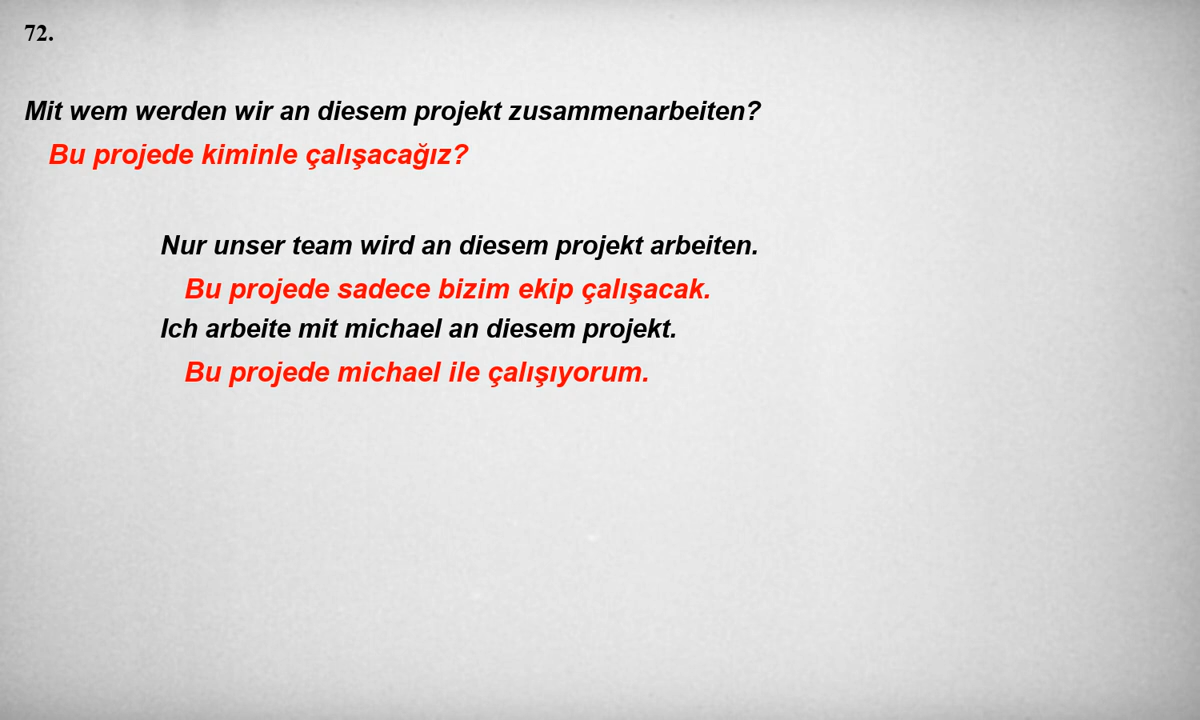 72.
Mit wem werden wir an diesem projekt zusammenarbeiten?
Bu projede kiminle çalışacağız?
Nur unser team wird an diesem projekt arbeiten.
Bu projede sadece bizim ekip çalışacak.
Ich arbeite mit michael an diesem projekt.
Bu projede michael ile çalışıyorum.